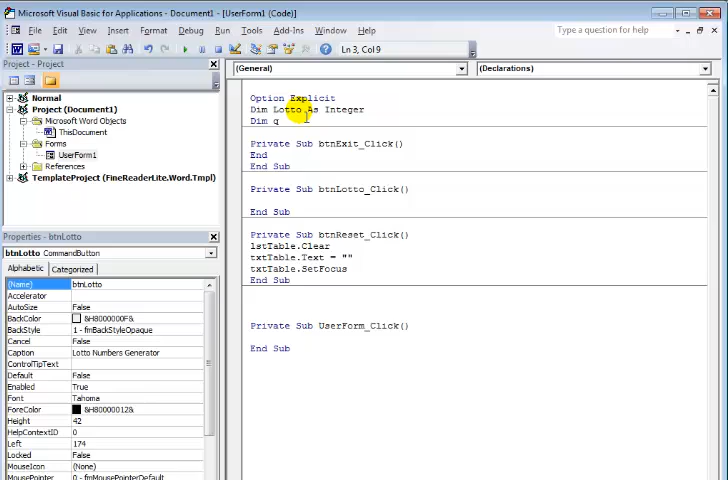 Microsoft Visual Basic for Applications - Document1 - [UserForm1 (Code)]
File Edit View Insert Format Debug Run Tools Add-Ins Window Help
Type a question for help
Ln 3, Col 9
Project - Project
(General)
(Declarations)
Normal
Project (Document1)
Microsoft Word Objects
ThisDocument
Forms
UserForm1
References
TemplateProject (FineReaderLite.Word.Tmpl)
Option Explicit
Dim Lotto As Integer
Dim q
Private Sub btnExit_Click()
End
End Sub
Private Sub btnLotto_Click()
End Sub
Private Sub btnReset_Click()
lstTable.Clear
txtTable.Text = ""
txtTable.SetFocus
End Sub
Private Sub UserForm_Click()
End Sub
Properties - btnLotto
btnLotto CommandButton
Alphabetic Categorized
(Name) btnLotto
Accelerator
AutoSize False
BackColor &H8000000F&
BackStyle 1 - fmBackStyleOpaque
Cancel False
Caption Lotto Numbers Generator
ControlTipText
Default False
Enabled True
Font Tahoma
ForeColor &H80000012&
Height 42
HelpContextID 0
Left 174
Locked False
MouseIcon (None)
MousePointer 0 - fmMousePointerDefault